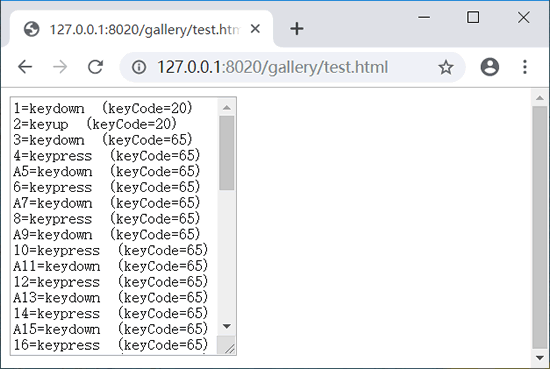 127.0.0.1:8020/gallery/test.htm
127.0.0.1:8020/gallery/test.html
1=keydown (keyCode=20)
2=keyup (keyCode=20)
3=keydown (keyCode=65)
4=keypress (keyCode=65)
A5=keydown (keyCode=65)
6=keypress (keyCode=65)
A7=keydown (keyCode=65)
8=keypress (keyCode=65)
A9=keydown (keyCode=65)
10=keypress (keyCode=65)
A11=keydown (keyCode=65)
12=keypress (keyCode=65)
A13=keydown (keyCode=65)
14=keypress (keyCode=65)
A15=keydown (keyCode=65)
16=keypress (keyCode=65)